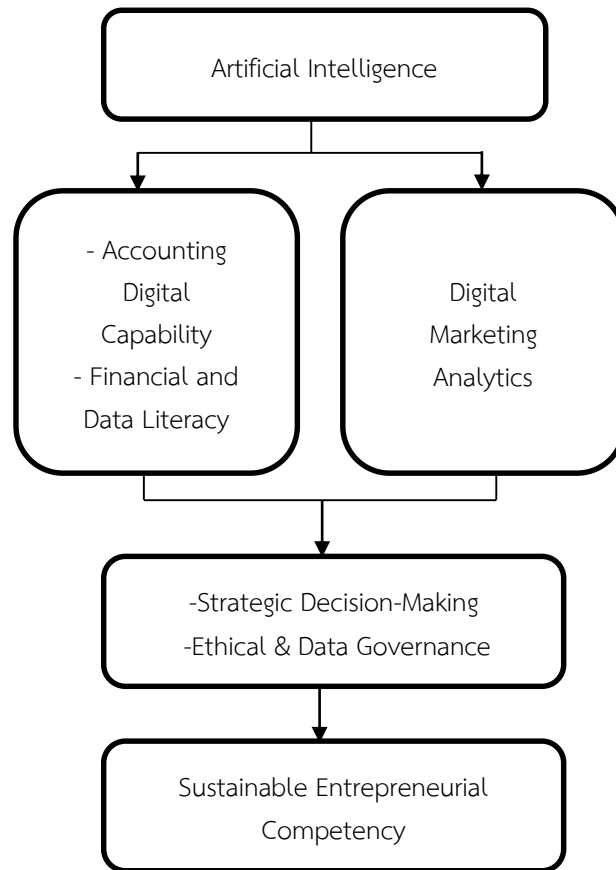 Artificial Intelligence
- Accounting
Digital
Capability
- Financial and
Data Literacy
Digital
Marketing
Analytics
-Strategic Decision-Making
-Ethical & Data Governance
Sustainable Entrepreneurial
Competency